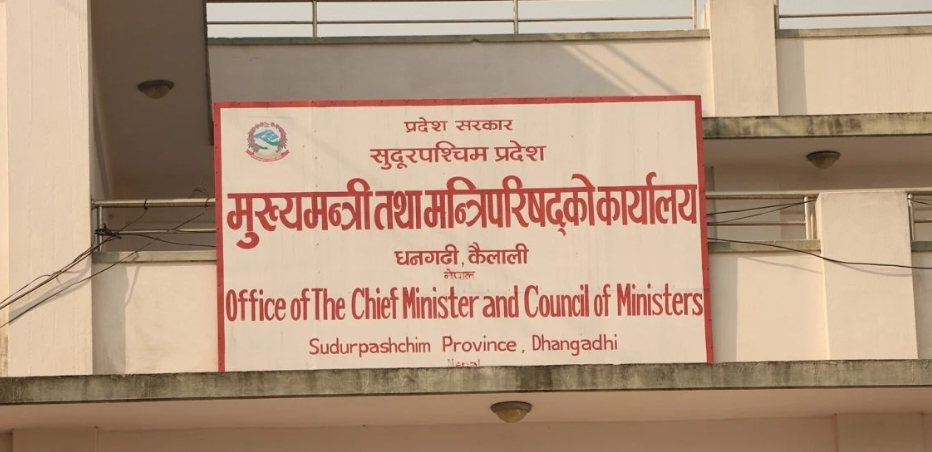 प्रदेश सरकार
सुदूरपश्चिम प्रदेश
मुख्यमन्त्री तथा मन्त्रिपरिषद्को कार्यालय
धनगढी, कैलाली
नेपाल
Office of The Chief Minister and Council of Ministers
Sudurpashchim Province, Dhangadhi
Nepal